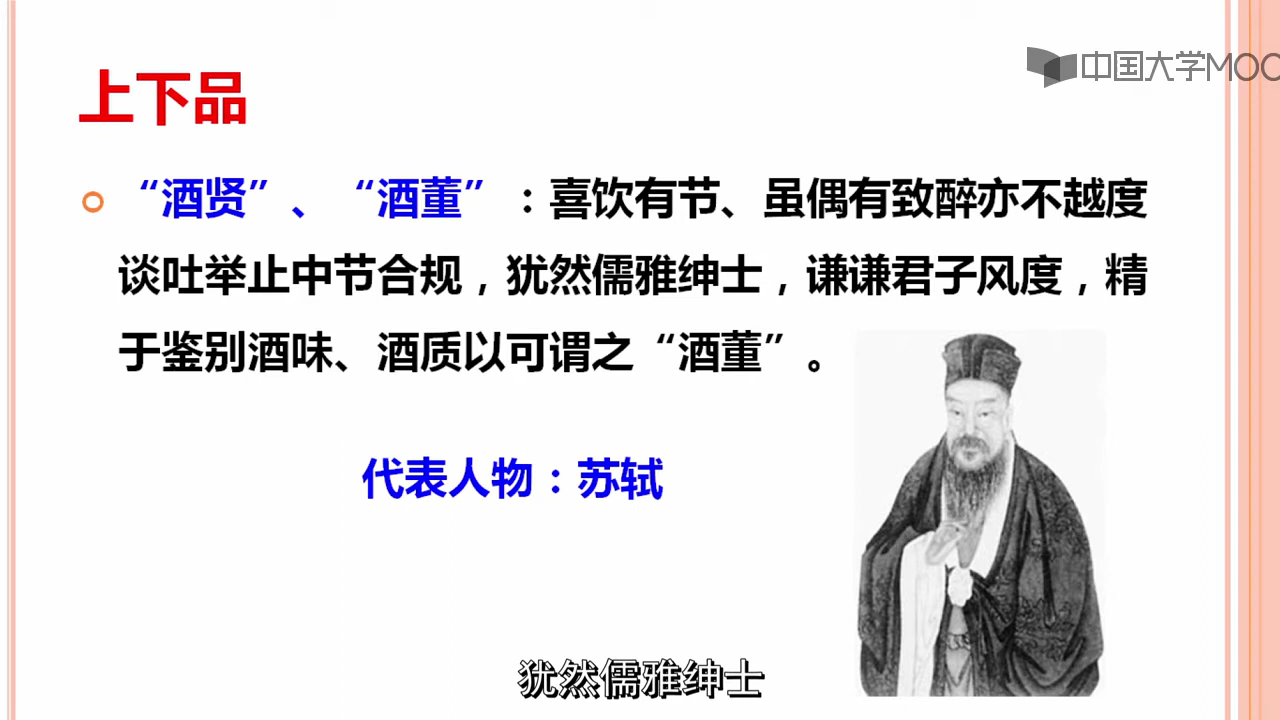 中国大学MOO
上下品
“酒贤”、“酒董”：喜饮有节、虽偶有致醉亦不越度
谈吐举止中节合规，犹然儒雅绅士，谦谦君子风度，精
于鉴别酒味、酒质以可谓之“酒董”。
代表人物：苏轼
犹然儒雅绅士